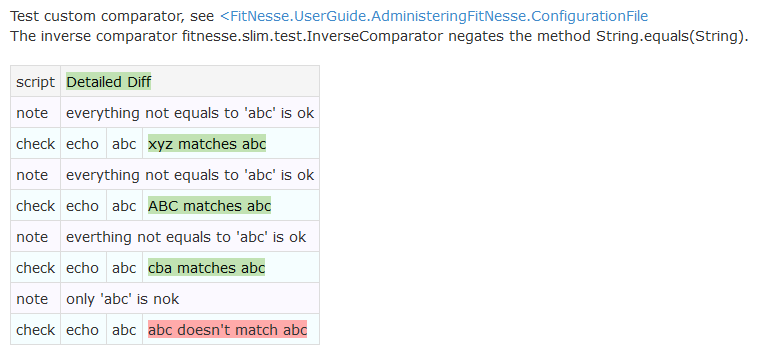 Test custom comparator, see <FitNesse.UserGuide.AdministeringFitNesse.ConfigurationFile
The inverse comparator fitnesse.slim.test.InverseComparator negates the method String.equals(String).
script Detailed Diff
note everything not equals to 'abc' is ok
check echo abc xyz matches abc
note everything not equals to 'abc' is ok
check echo abc ABC matches abc
note everthing not equals to 'abc' is ok
check echo abc cba matches abc
note only 'abc' is nok
check echo abc abc doesn't match abc